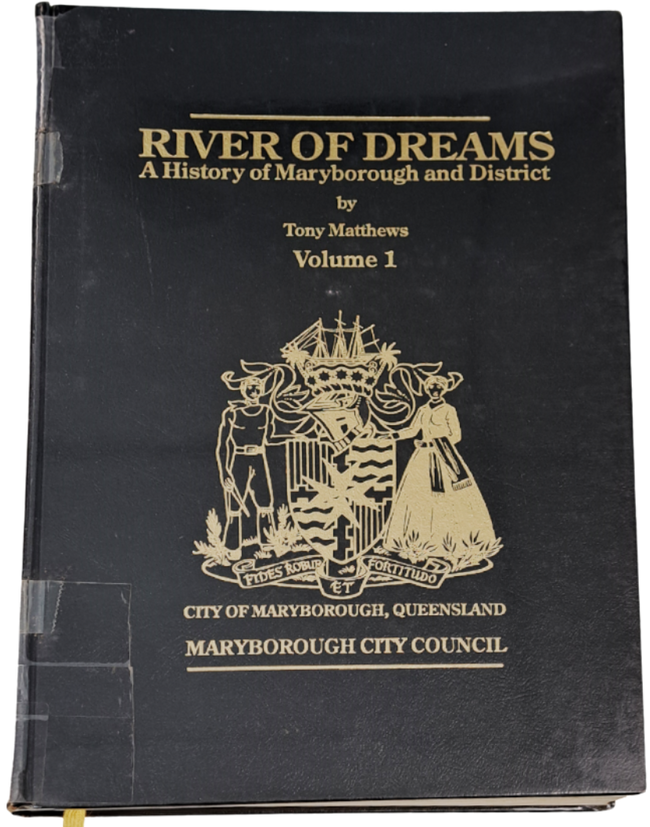 RIVER OF DREAMS
A History of Maryborough and District
by
Tony Matthews
Volume 1
FIDES ROBUR ET FORTITUDO
CITY OF MARYBOROUGH, QUEENSLAND
MARYBOROUGH CITY COUNCIL